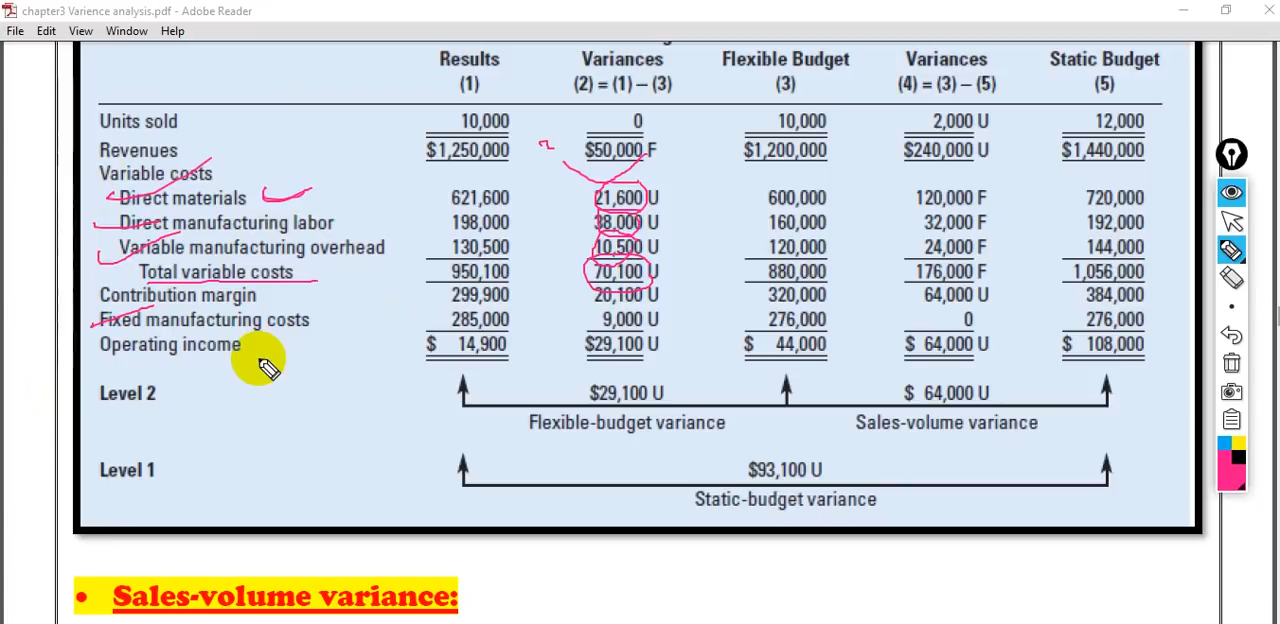 chapter3 Varience analysis.pdf - Adobe Reader
File Edit View Window Help
Results Variances Flexible Budget Variances Static Budget
(1) (2) = (1) – (3) (3) (4) = (3) – (5) (5)
Units sold 10,000 0 10,000 2,000 U 12,000
Revenues $1,250,000 $50,000 F $1,200,000 $240,000 U $1,440,000
Variable costs
Direct materials 621,600 21,600 U 600,000 120,000 F 720,000
Direct manufacturing labor 198,000 38,000 U 160,000 32,000 F 192,000
Variable manufacturing overhead 130,500 10,500 U 120,000 24,000 F 144,000
Total variable costs 950,100 70,100 U 880,000 176,000 F 1,056,000
Contribution margin 299,900 20,100 U 320,000 64,000 U 384,000
Fixed manufacturing costs 285,000 9,000 U 276,000 0 276,000
Operating income $ 14,900 $29,100 U $ 44,000 $ 64,000 U $ 108,000
Level 2 $29,100 U $ 64,000 U
Flexible-budget variance Sales-volume variance
Level 1 $93,100 U
Static-budget variance
• Sales-volume variance: